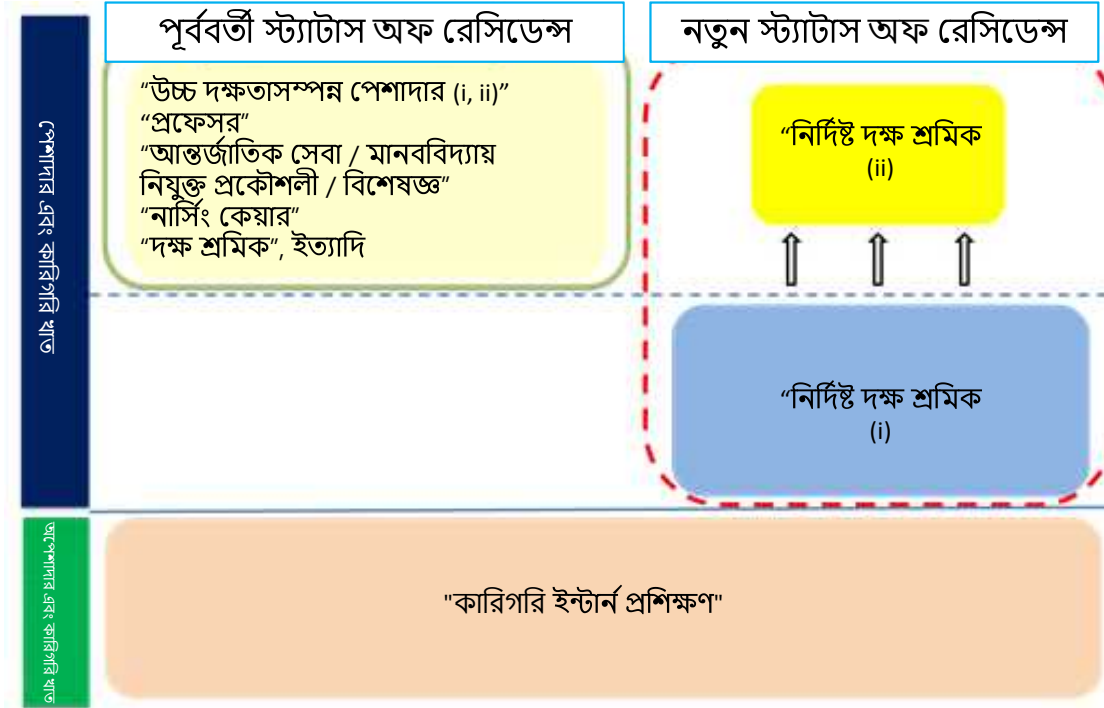 পূর্ববর্তী স্ট্যাটাস অফ রেসিডেন্স
নতুন স্ট্যাটাস অফ রেসিডেন্স
পেশাদার এবং কারিগরি খাত
“উচ্চ দক্ষতাসম্পন্ন পেশাদার (i, ii)”
“প্রফেসর”
“আন্তর্জাতিক সেবা / মানববিদ্যায়
নিযুক্ত প্রকৌশলী / বিশেষজ্ঞ”
“নার্সিং কেয়ার”
“দক্ষ শ্রমিক”, ইত্যাদি
“নির্দিষ্ট দক্ষ শ্রমিক
(ii)
“নির্দিষ্ট দক্ষ শ্রমিক
(i)
অপেশাদার এবং কারিগরি খাত
"কারিগরি ইন্টার্ন প্রশিক্ষণ"